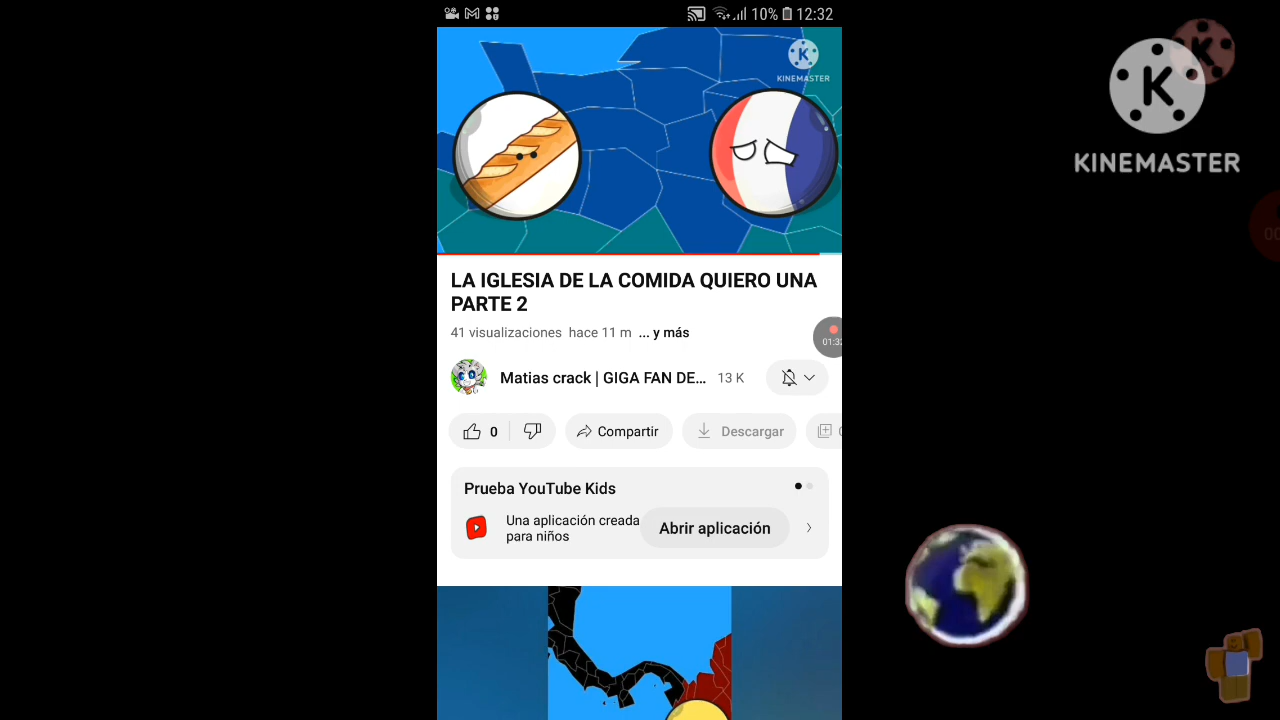 10% 12:32
KINEMASTER
KINEMASTER
LA IGLESIA DE LA COMIDA QUIERO UNA
PARTE 2
41 visualizaciones hace 11 m ... y más
01:32
Matias crack | GIGA FAN DE... 13 K
0 Compartir Descargar
Prueba YouTube Kids
Una aplicación creada
para niños
Abrir aplicación